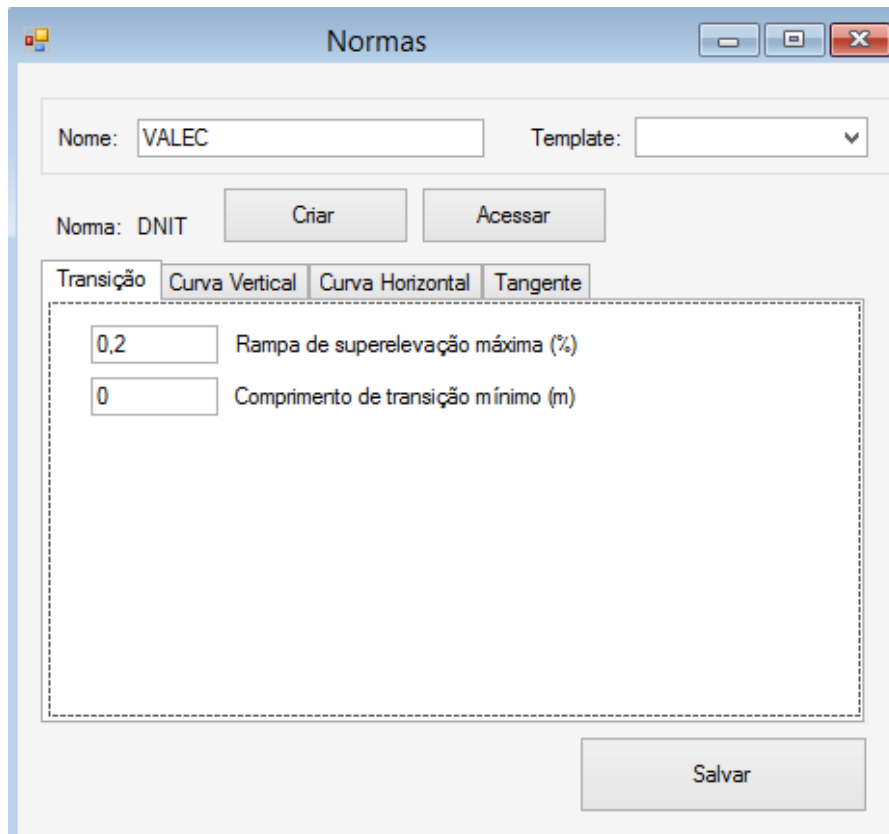 Normas
Nome: VALEC Template:
Norma: DNIT Criar Acessar
Transição Curva Vertical Curva Horizontal Tangente
0,2 Rampa de superelevação máxima (%)
0 Comprimento de transição mínimo (m)
Salvar